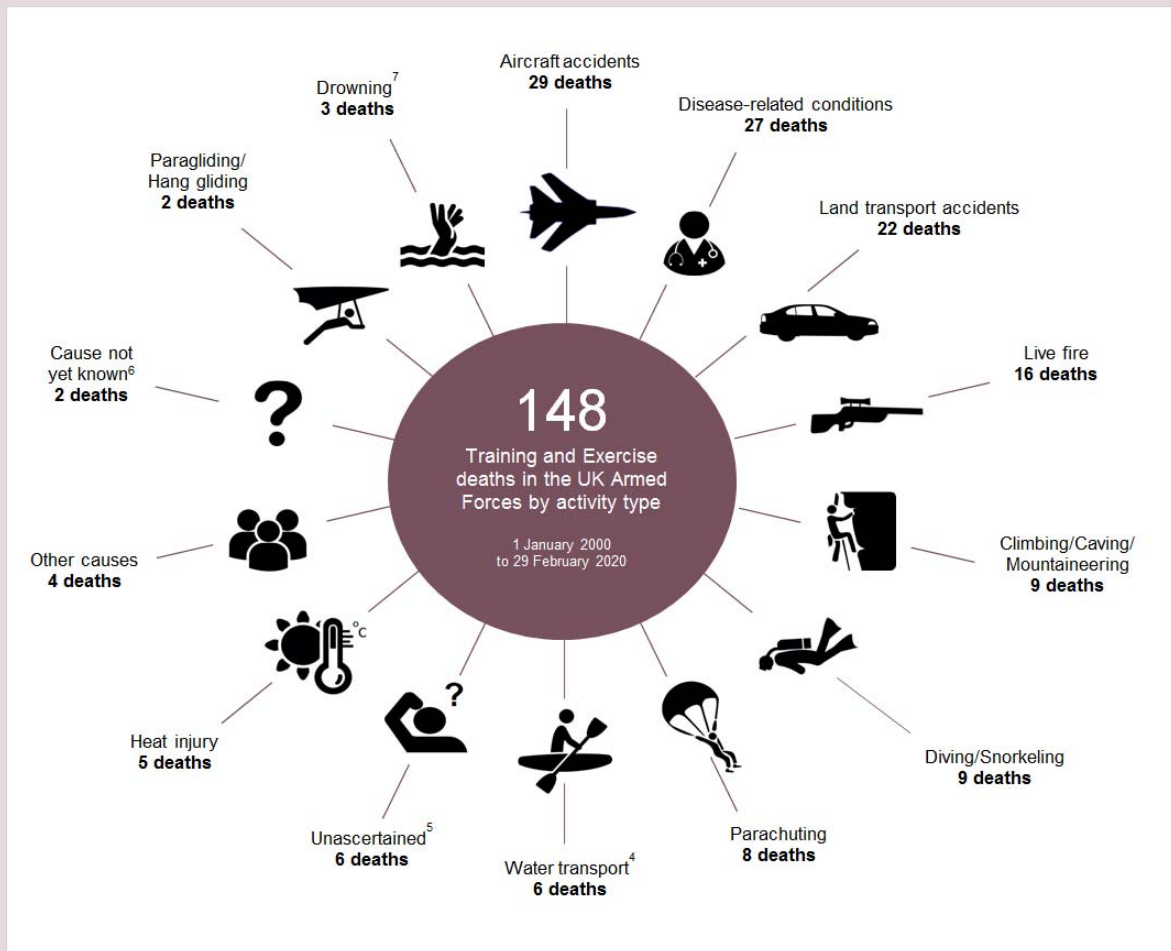 Aircraft accidents
29 deaths
Disease-related conditions
27 deaths
Land transport accidents
22 deaths
Live fire
16 deaths
Climbing/Caving/
Mountaineering
9 deaths
Diving/Snorkeling
9 deaths
Parachuting
8 deaths
Water transport4
6 deaths
Unascertained5
6 deaths
?
Heat injury
5 deaths
°C
Other causes
4 deaths
Cause not
yet known6
2 deaths
?
Paragliding/
Hang gliding
2 deaths
Drowning7
3 deaths
148
Training and Exercise
deaths in the UK Armed
Forces by activity type
1 January 2000
to 29 February 2020